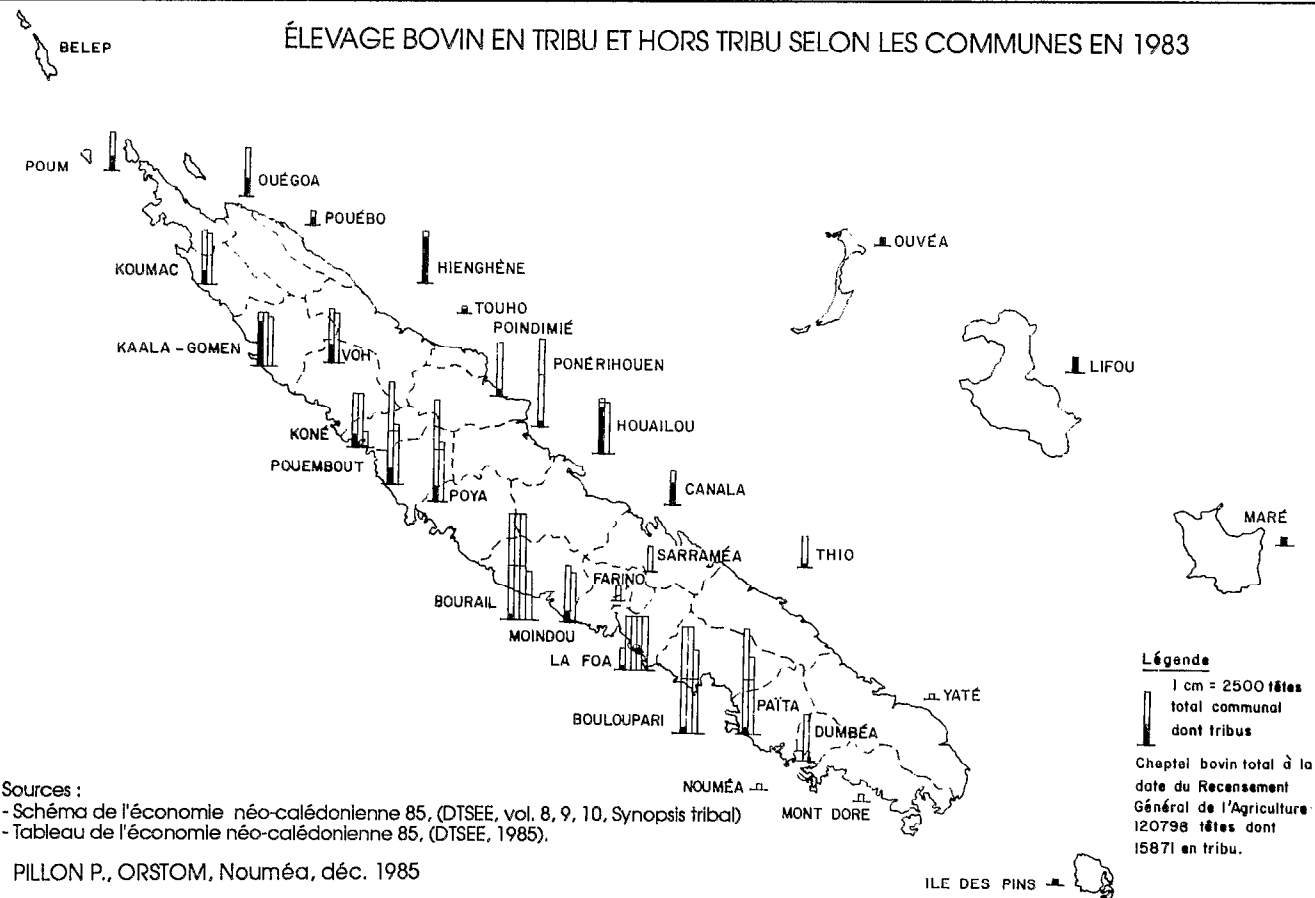 ÉLEVAGE BOVIN EN TRIBU ET HORS TRIBU SELON LES COMMUNES EN 1983
BELEP
POUM
OUÉGOA
POUÉBO
OUVÉA
KOUMAC
HIENGHÈNE
TOUHO
POINDIMIÉ
KAALA - GOMEN
VOH
PONÉRIHOUEN
LIFOU
HOUAILOU
KONÉ
POUEMBOUT
POYA
CANALA
MARÉ
SARRAMÉA
THIO
FARINO
BOURAIL
MOINDOU
LA FOA
YATÉ
PAÏTA
BOULOUPARI
DUMBÉA
NOUMÉA
MONT DORE
ILE DES PINS
Légende
1 cm = 2500 têtes
total communal
dont tribus
Cheptel bovin total à la
date du Recensement
Général de l'Agriculture
120798 têtes dont
15871 en tribu.
Sources :
- Schéma de l'économie néo-calédonienne 85, (DTSEE, vol. 8, 9, 10, Synopsis tribal)
- Tableau de l'économie néo-calédonienne 85, (DTSEE, 1985).
PILLON P., ORSTOM, Nouméa, déc. 1985